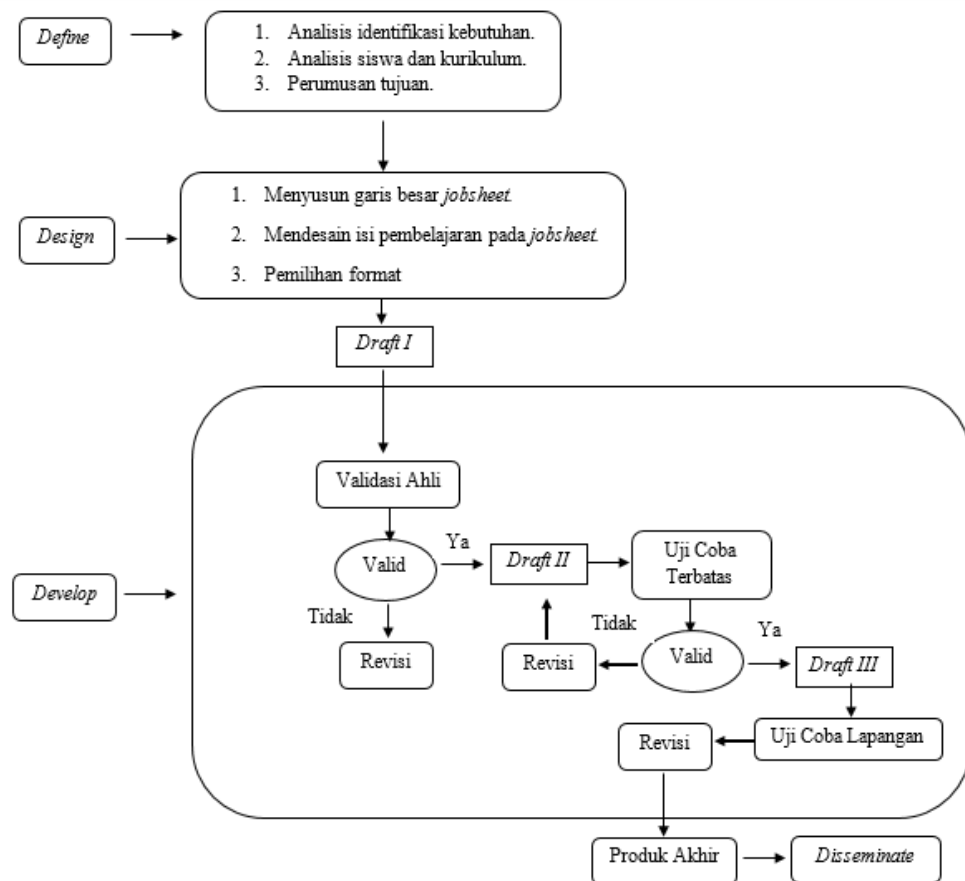 Define
1. Analisis identifikasi kebutuhan.
2. Analisis siswa dan kurikulum.
3. Perumusan tujuan.
Design
1. Menyusun garis besar jobsheet.
2. Mendesain isi pembelajaran pada jobsheet.
3. Pemilihan format
Draft I
Develop
Validasi Ahli
Valid
Ya
Tidak
Revisi
Draft II
Uji Coba
Terbatas
Valid
Tidak
Revisi
Ya
Draft III
Uji Coba Lapangan
Revisi
Produk Akhir
Disseminate